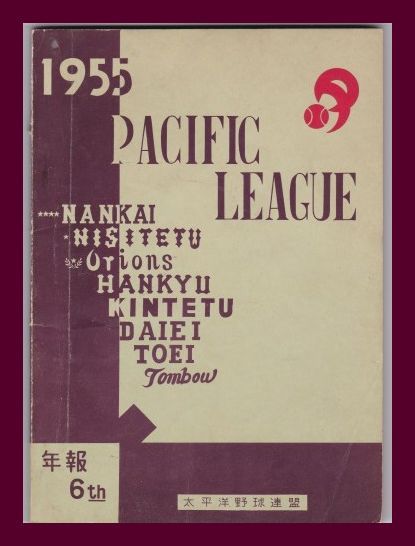 1955
PACIFIC
LEAGUE
****NANKAI
*NISITETU
Orions
HANKYU
KINTETU
DAIEI
TOEI
Tombow
年報
6th
太平洋野球連盟